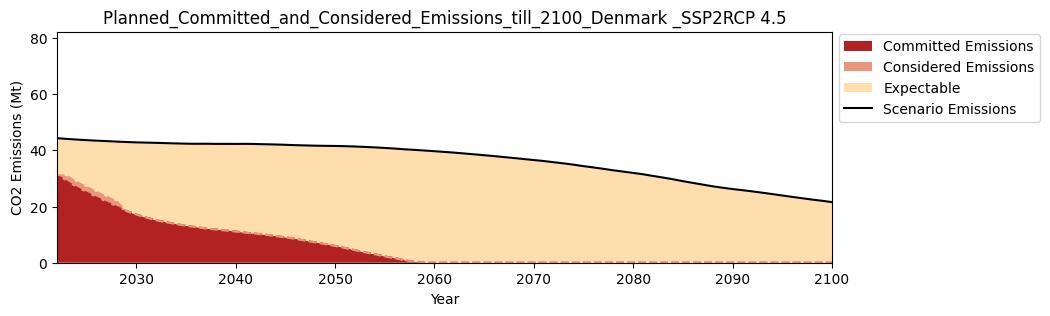 Planned_Committed_and_Considered_Emissions_till_2100_Denmark _SSP2RCP 4.5
CO2 Emissions (Mt)
80
60
40
20
0
2030 2040 2050 2060 2070 2080 2090 2100
Year
Committed Emissions
Considered Emissions
Expectable
Scenario Emissions